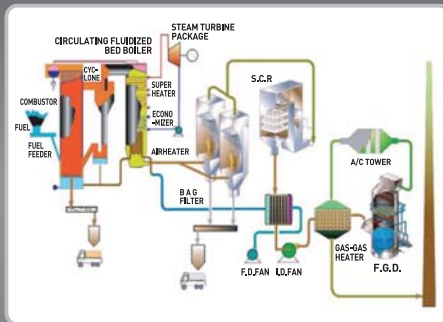 STEAM TURBINE
PACKAGE
CIRCULATING FLUIDIZED
BED BOILER
CYC-
LONE
S.C.R
SUPER
HEATER
COMBUSTOR
FUEL
ECONO
-MIZER
FUEL
FEEDER
AIRHEATER
A/C TOWER
BAG
FILTER
F.D.FAN
I.D.FAN
GAS-GAS
HEATER
F.G.D.